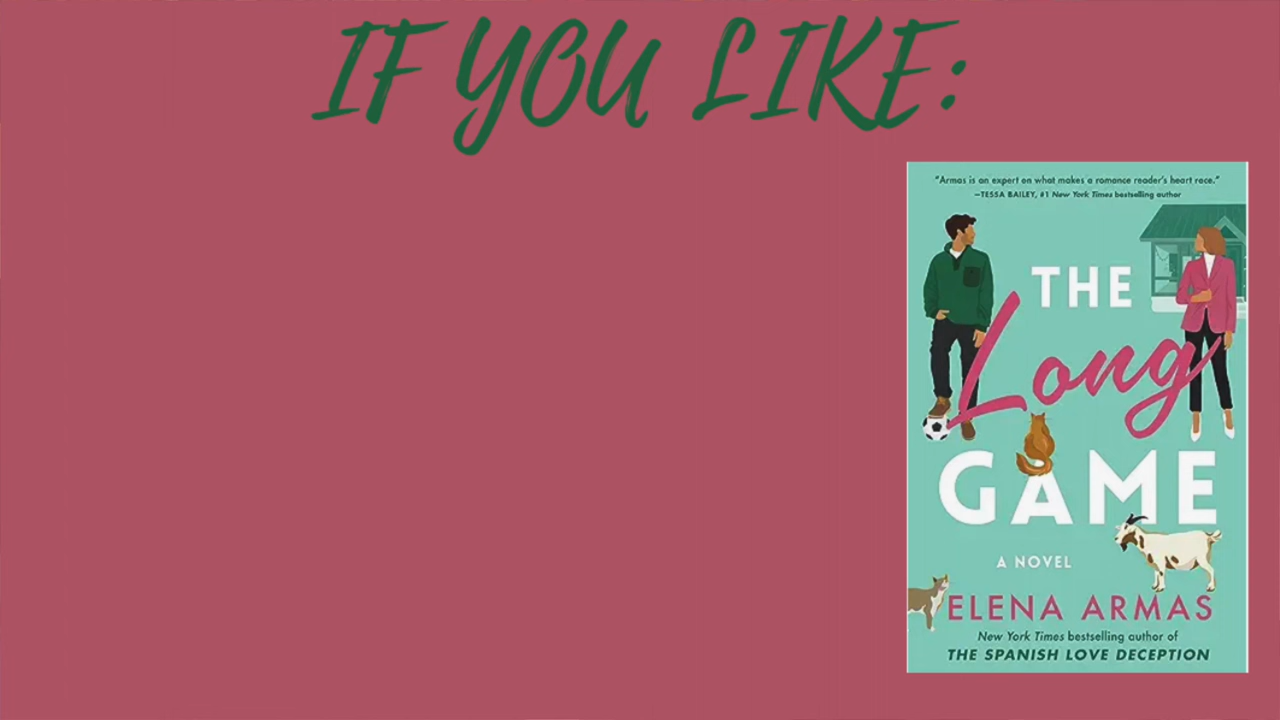 IF YOU LIKE:
"Armas is an expert on what makes a romance reader's heart race."
—TESSA BAILEY, #1 New York Times bestselling author
THE
Long
GAME
A NOVEL
ELENA ARMAS
New York Times bestselling author of
THE SPANISH LOVE DECEPTION